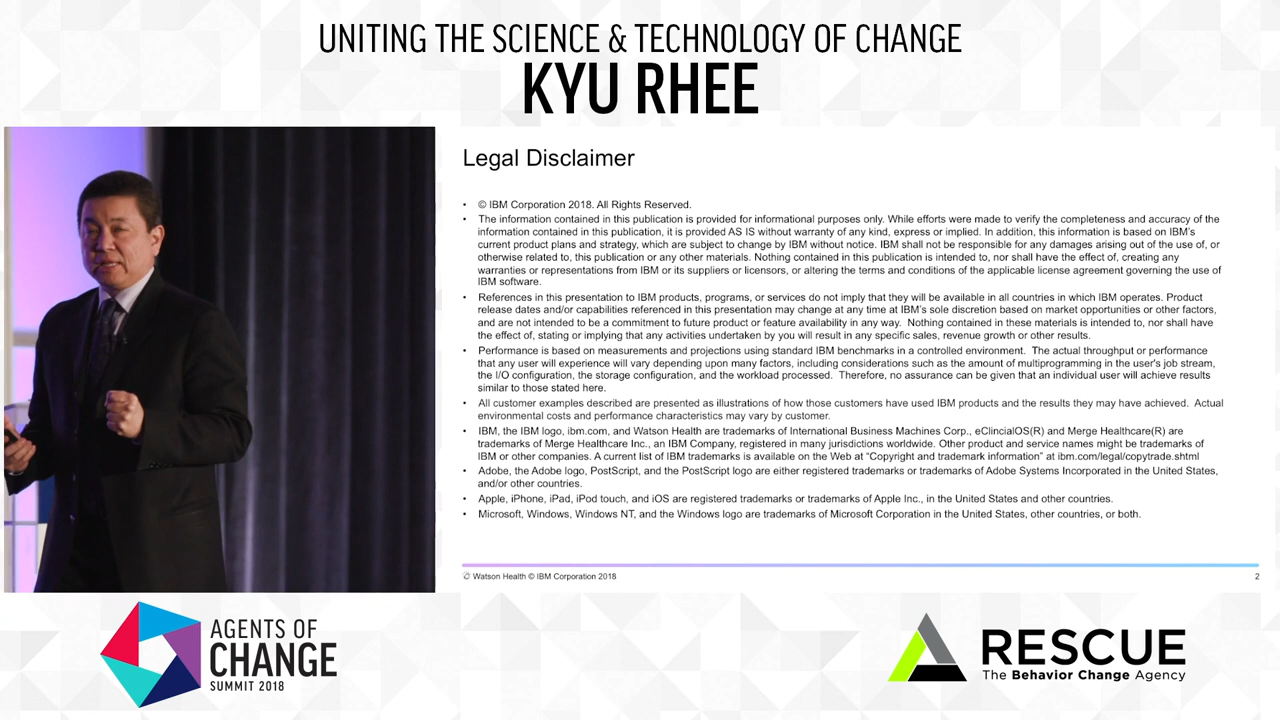 UNITING THE SCIENCE & TECHNOLOGY OF CHANGE
KYU RHEE
Legal Disclaimer
• © IBM Corporation 2018. All Rights Reserved.
• The information contained in this publication is provided for informational purposes only. While efforts were made to verify the completeness and accuracy of the
information contained in this publication, it is provided AS IS without warranty of any kind, express or implied. In addition, this information is based on IBM's
current product plans and strategy, which are subject to change by IBM without notice. IBM shall not be responsible for any damages arising out of the use of, or
otherwise related to, this publication or any other materials. Nothing contained in this publication is intended to, nor shall have the effect of, creating any
warranties or representations from IBM or its suppliers or licensors, or altering the terms and conditions of the applicable license agreement governing the use of
IBM software.
• References in this presentation to IBM products, programs, or services do not imply that they will be available in all countries in which IBM operates. Product
release dates and/or capabilities referenced in this presentation may change at any time at IBM's sole discretion based on market opportunities or other factors,
and are not intended to be a commitment to future product or feature availability in any way. Nothing contained in these materials is intended to, nor shall have
the effect of, stating or implying that any activities undertaken by you will result in any specific sales, revenue growth or other results.
• Performance is based on measurements and projections using standard IBM benchmarks in a controlled environment. The actual throughput or performance
that any user will experience will vary depending upon many factors, including considerations such as the amount of multiprogramming in the user's job stream,
the I/O configuration, the storage configuration, and the workload processed. Therefore, no assurance can be given that an individual user will achieve results
similar to those stated here.
• All customer examples described are presented as illustrations of how those customers have used IBM products and the results they may have achieved. Actual
environmental costs and performance characteristics may vary by customer.
• IBM, the IBM logo, ibm.com, and Watson Health are trademarks of International Business Machines Corp., eClincialOS(R) and Merge Healthcare(R) are
trademarks of Merge Healthcare Inc., an IBM Company, registered in many jurisdictions worldwide. Other product and service names might be trademarks of
IBM or other companies. A current list of IBM trademarks is available on the Web at “Copyright and trademark information” at ibm.com/legal/copytrade.shtml
• Adobe, the Adobe logo, PostScript, and the PostScript logo are either registered trademarks or trademarks of Adobe Systems Incorporated in the United States,
and/or other countries.
• Apple, iPhone, iPad, iPod touch, and iOS are registered trademarks or trademarks of Apple Inc., in the United States and other countries.
• Microsoft, Windows, Windows NT, and the Windows logo are trademarks of Microsoft Corporation in the United States, other countries, or both.
Watson Health © IBM Corporation 2018
2
AGENTS OF
CHANGE
SUMMIT 2018
RESCUE
The Behavior Change Agency